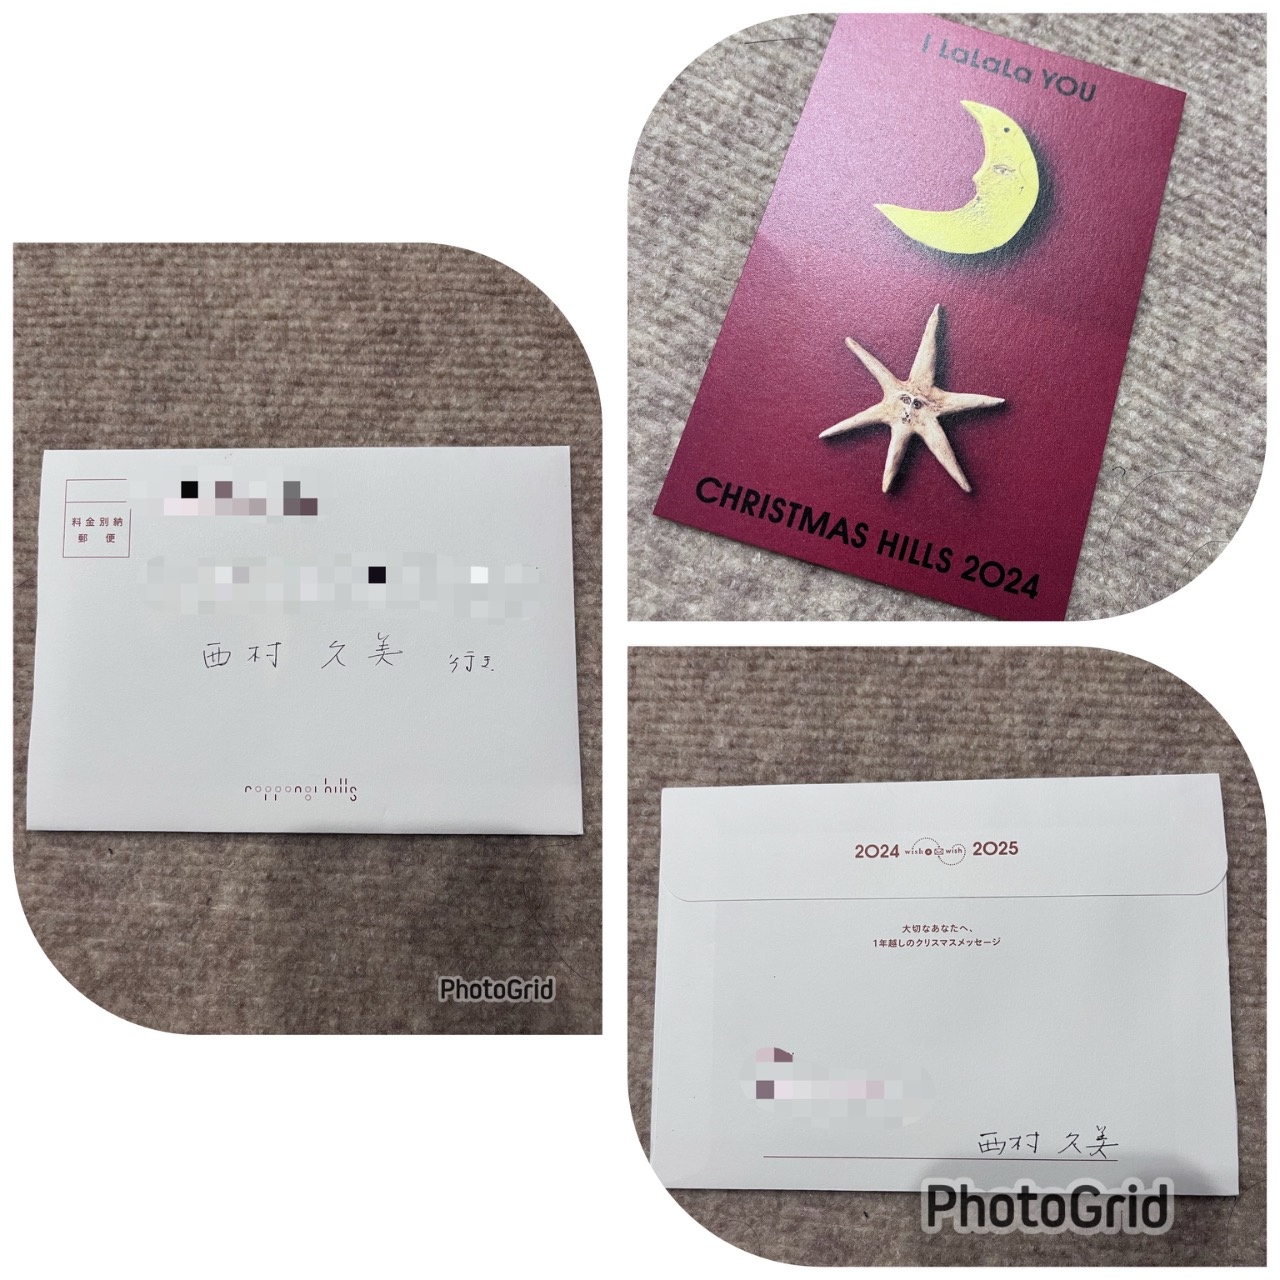 料金別納
郵便
西村 久美 行き
roppongi hills
PhotoGrid
I LaLaLa YOU
CHRISTMAS HILLS 2024
2024 wish wish 2025
大切なあなたへ、
1年越しのクリスマスメッセージ
西村 久美
PhotoGrid